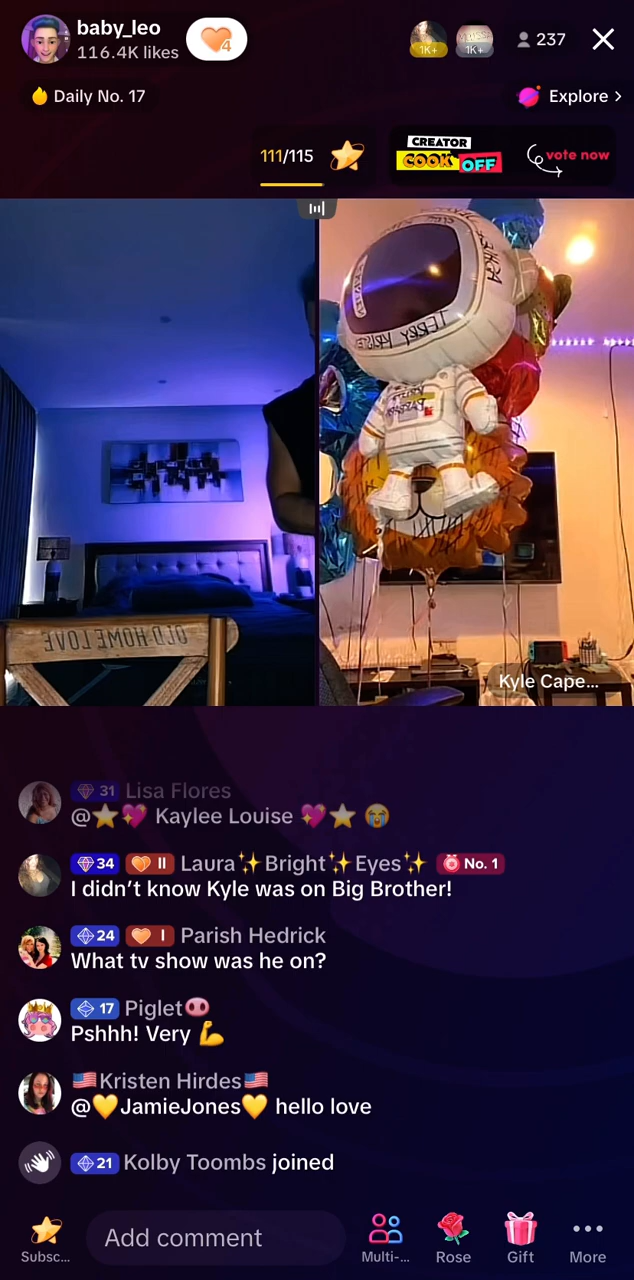 baby_leo
116.4K likes
4
1K+
1K+
237
Daily No. 17
Explore >
111/115
CREATOR
COOK OFF
vote now
TERRY
OLD HOME LOVE
Kyle Cape...
31 Lisa Flores
@⭐💖 Kaylee Louise 💖⭐ 😭
34 II Laura✨Bright✨Eyes✨ No. 1
I didn’t know Kyle was on Big Brother!
24 I Parish Hedrick
What tv show was he on?
17 Piglet🐽
Pshhh! Very 💪
🇺🇸Kristen Hirdes🇺🇸
@💛JamieJones💛 hello love
21 Kolby Toombs joined
Add comment
Subsc...
Multi-...
Rose
Gift
More